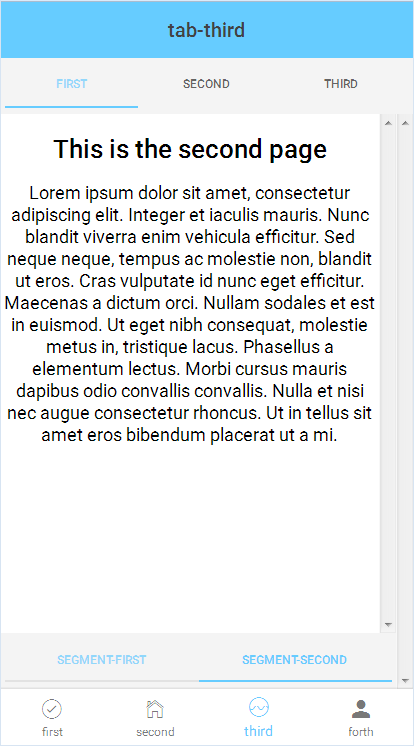 tab-third
FIRST SECOND THIRD
This is the second page
Lorem ipsum dolor sit amet, consectetur
adipiscing elit. Integer et iaculis mauris. Nunc
blandit viverra enim vehicula efficitur. Sed
neque neque, tempus ac molestie non, blandit
ut eros. Cras vulputate id nunc eget efficitur.
Maecenas a dictum orci. Nullam sodales et est
in euismod. Ut eget nibh consequat, molestie
metus in, tristique lacus. Phasellus a
elementum lectus. Morbi cursus mauris
dapibus odio convallis convallis. Nulla et nisi
nec augue consectetur rhoncus. Ut in tellus sit
amet eros bibendum placerat ut a mi.
SEGMENT-FIRST SEGMENT-SECOND
first second third forth